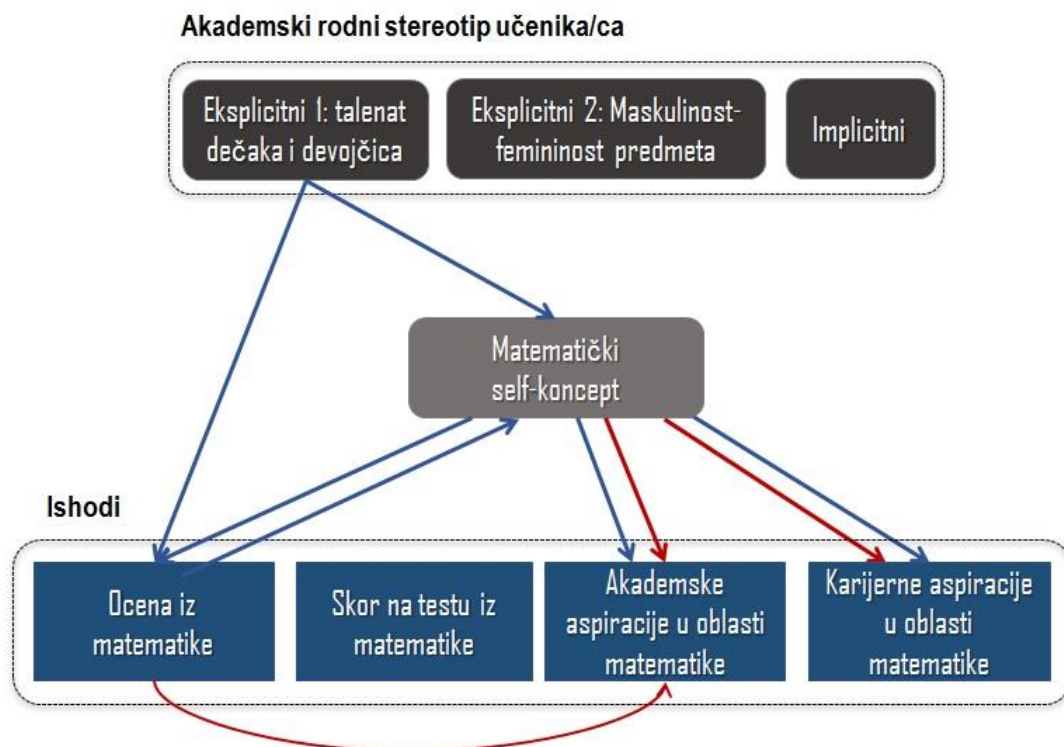 Akademski rodni stereotip učenika/ca
Eksplicitni 1: talenat
dečaka i devojčica
Eksplicitni 2: Maskulinost-
femininost predmeta
Implicitni
Matematički
self-koncept
Ishodi
Ocena iz
matematike
Skor na testu iz
matematike
Akademske
aspiracije u oblasti
matematike
Karijerne aspiracije
u oblasti
matematike